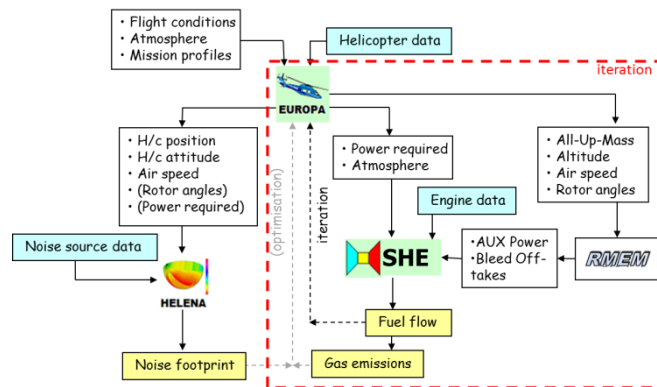 • Flight conditions
• Atmosphere
• Mission profiles
Helicopter data
iteration
EUROPA
• H/c position
• H/c attitude
• Air speed
• (Rotor angles)
• (Power required)
• Power required
• Atmosphere
• All-Up-Mass
• Altitude
• Air speed
• Rotor angles
(optimisation)
iteration
Engine data
Noise source data
HELENA
SHE
• AUX Power
• Bleed Off-
takes
RMEM
Fuel flow
Noise footprint
Gas emissions